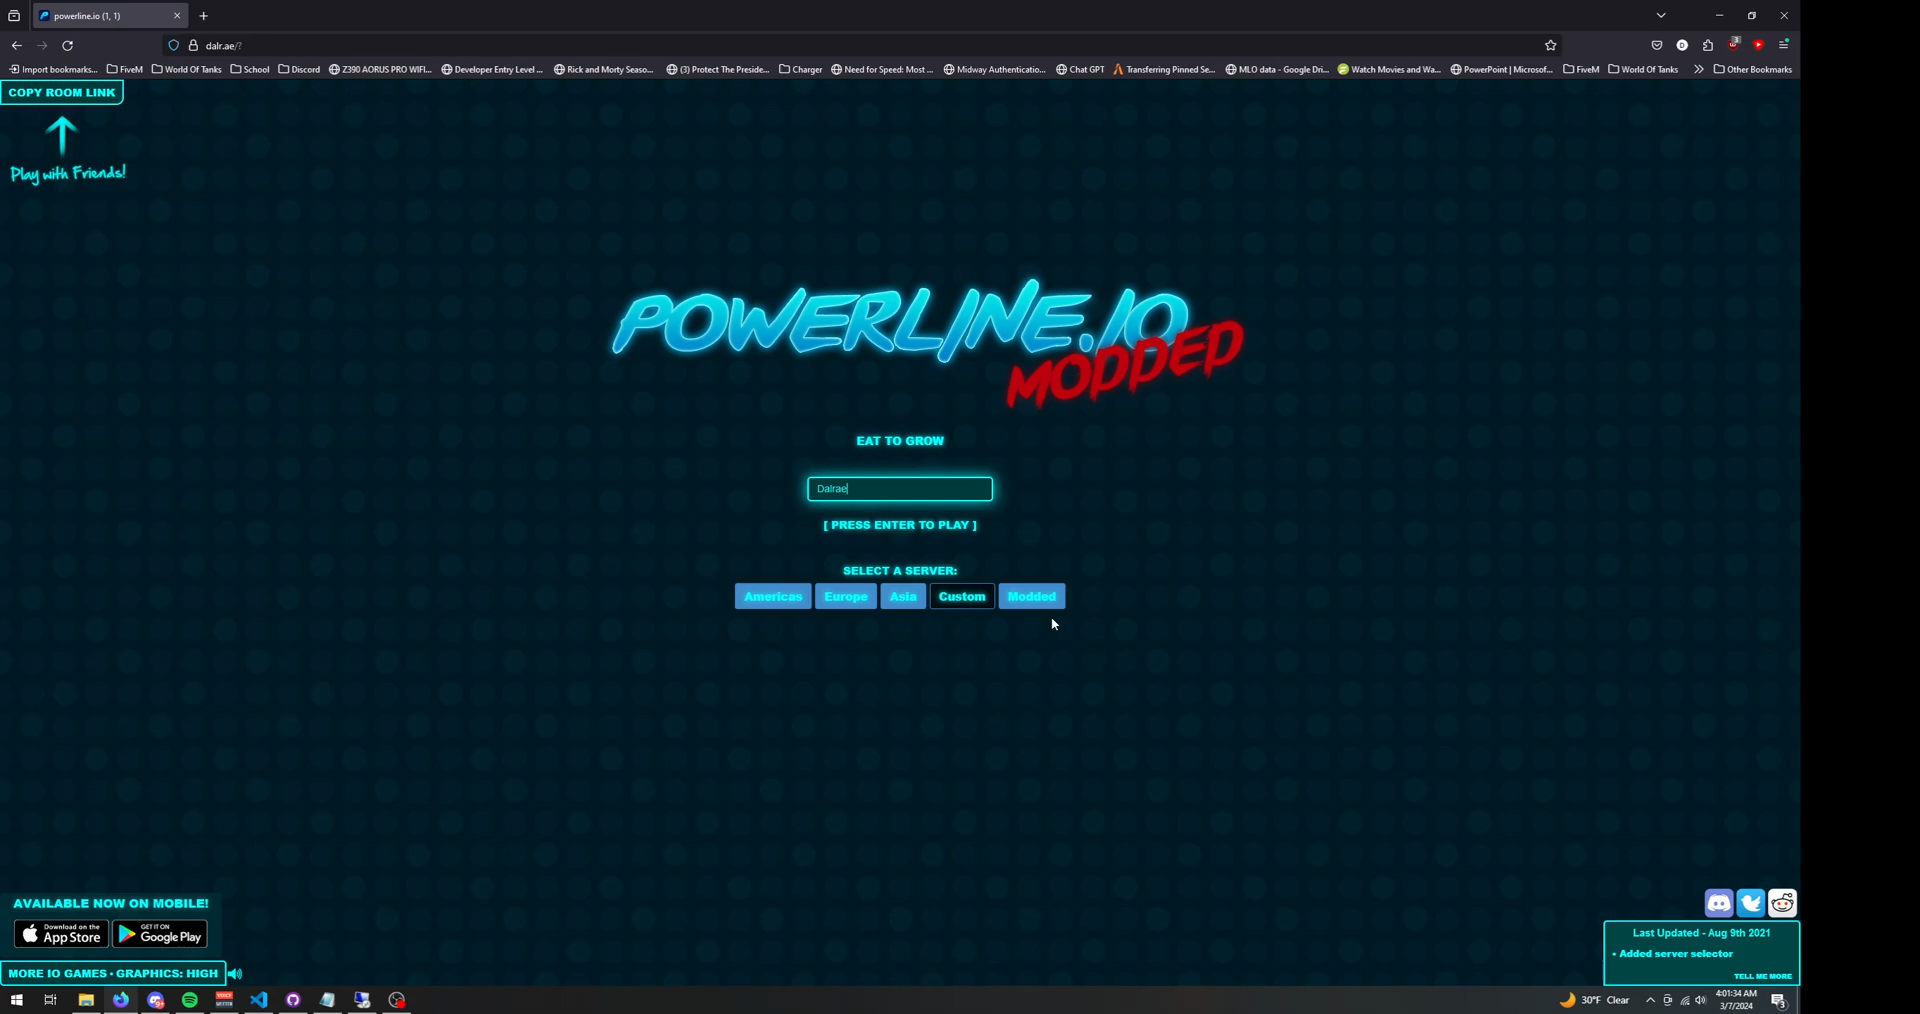 powerline.io (1, 1)
dalr.ae/?
Import bookmarks...
FiveM
World Of Tanks
School
Discord
Z390 AORUS PRO WIFI...
Developer Entry Level ...
Rick and Morty Seaso...
(3) Protect The Preside...
Charger
Need for Speed: Most ...
Midway Authenticatio...
Chat GPT
Transferring Pinned Se...
MLO data - Google Dri...
Watch Movies and Wa...
PowerPoint | Microsof...
FiveM
World Of Tanks
Other Bookmarks
COPY ROOM LINK
Play with Friends!
POWERLINE.IO
MODDED
EAT TO GROW
Dalrae
[ PRESS ENTER TO PLAY ]
SELECT A SERVER:
Americas Europe Asia Custom Modded
AVAILABLE NOW ON MOBILE!
Download on the
App Store
GET IT ON
Google Play
MORE IO GAMES • GRAPHICS: HIGH
Last Updated - Aug 9th 2021
• Added server selector
TELL ME MORE
30°F Clear
4:01:34 AM
3/7/2024